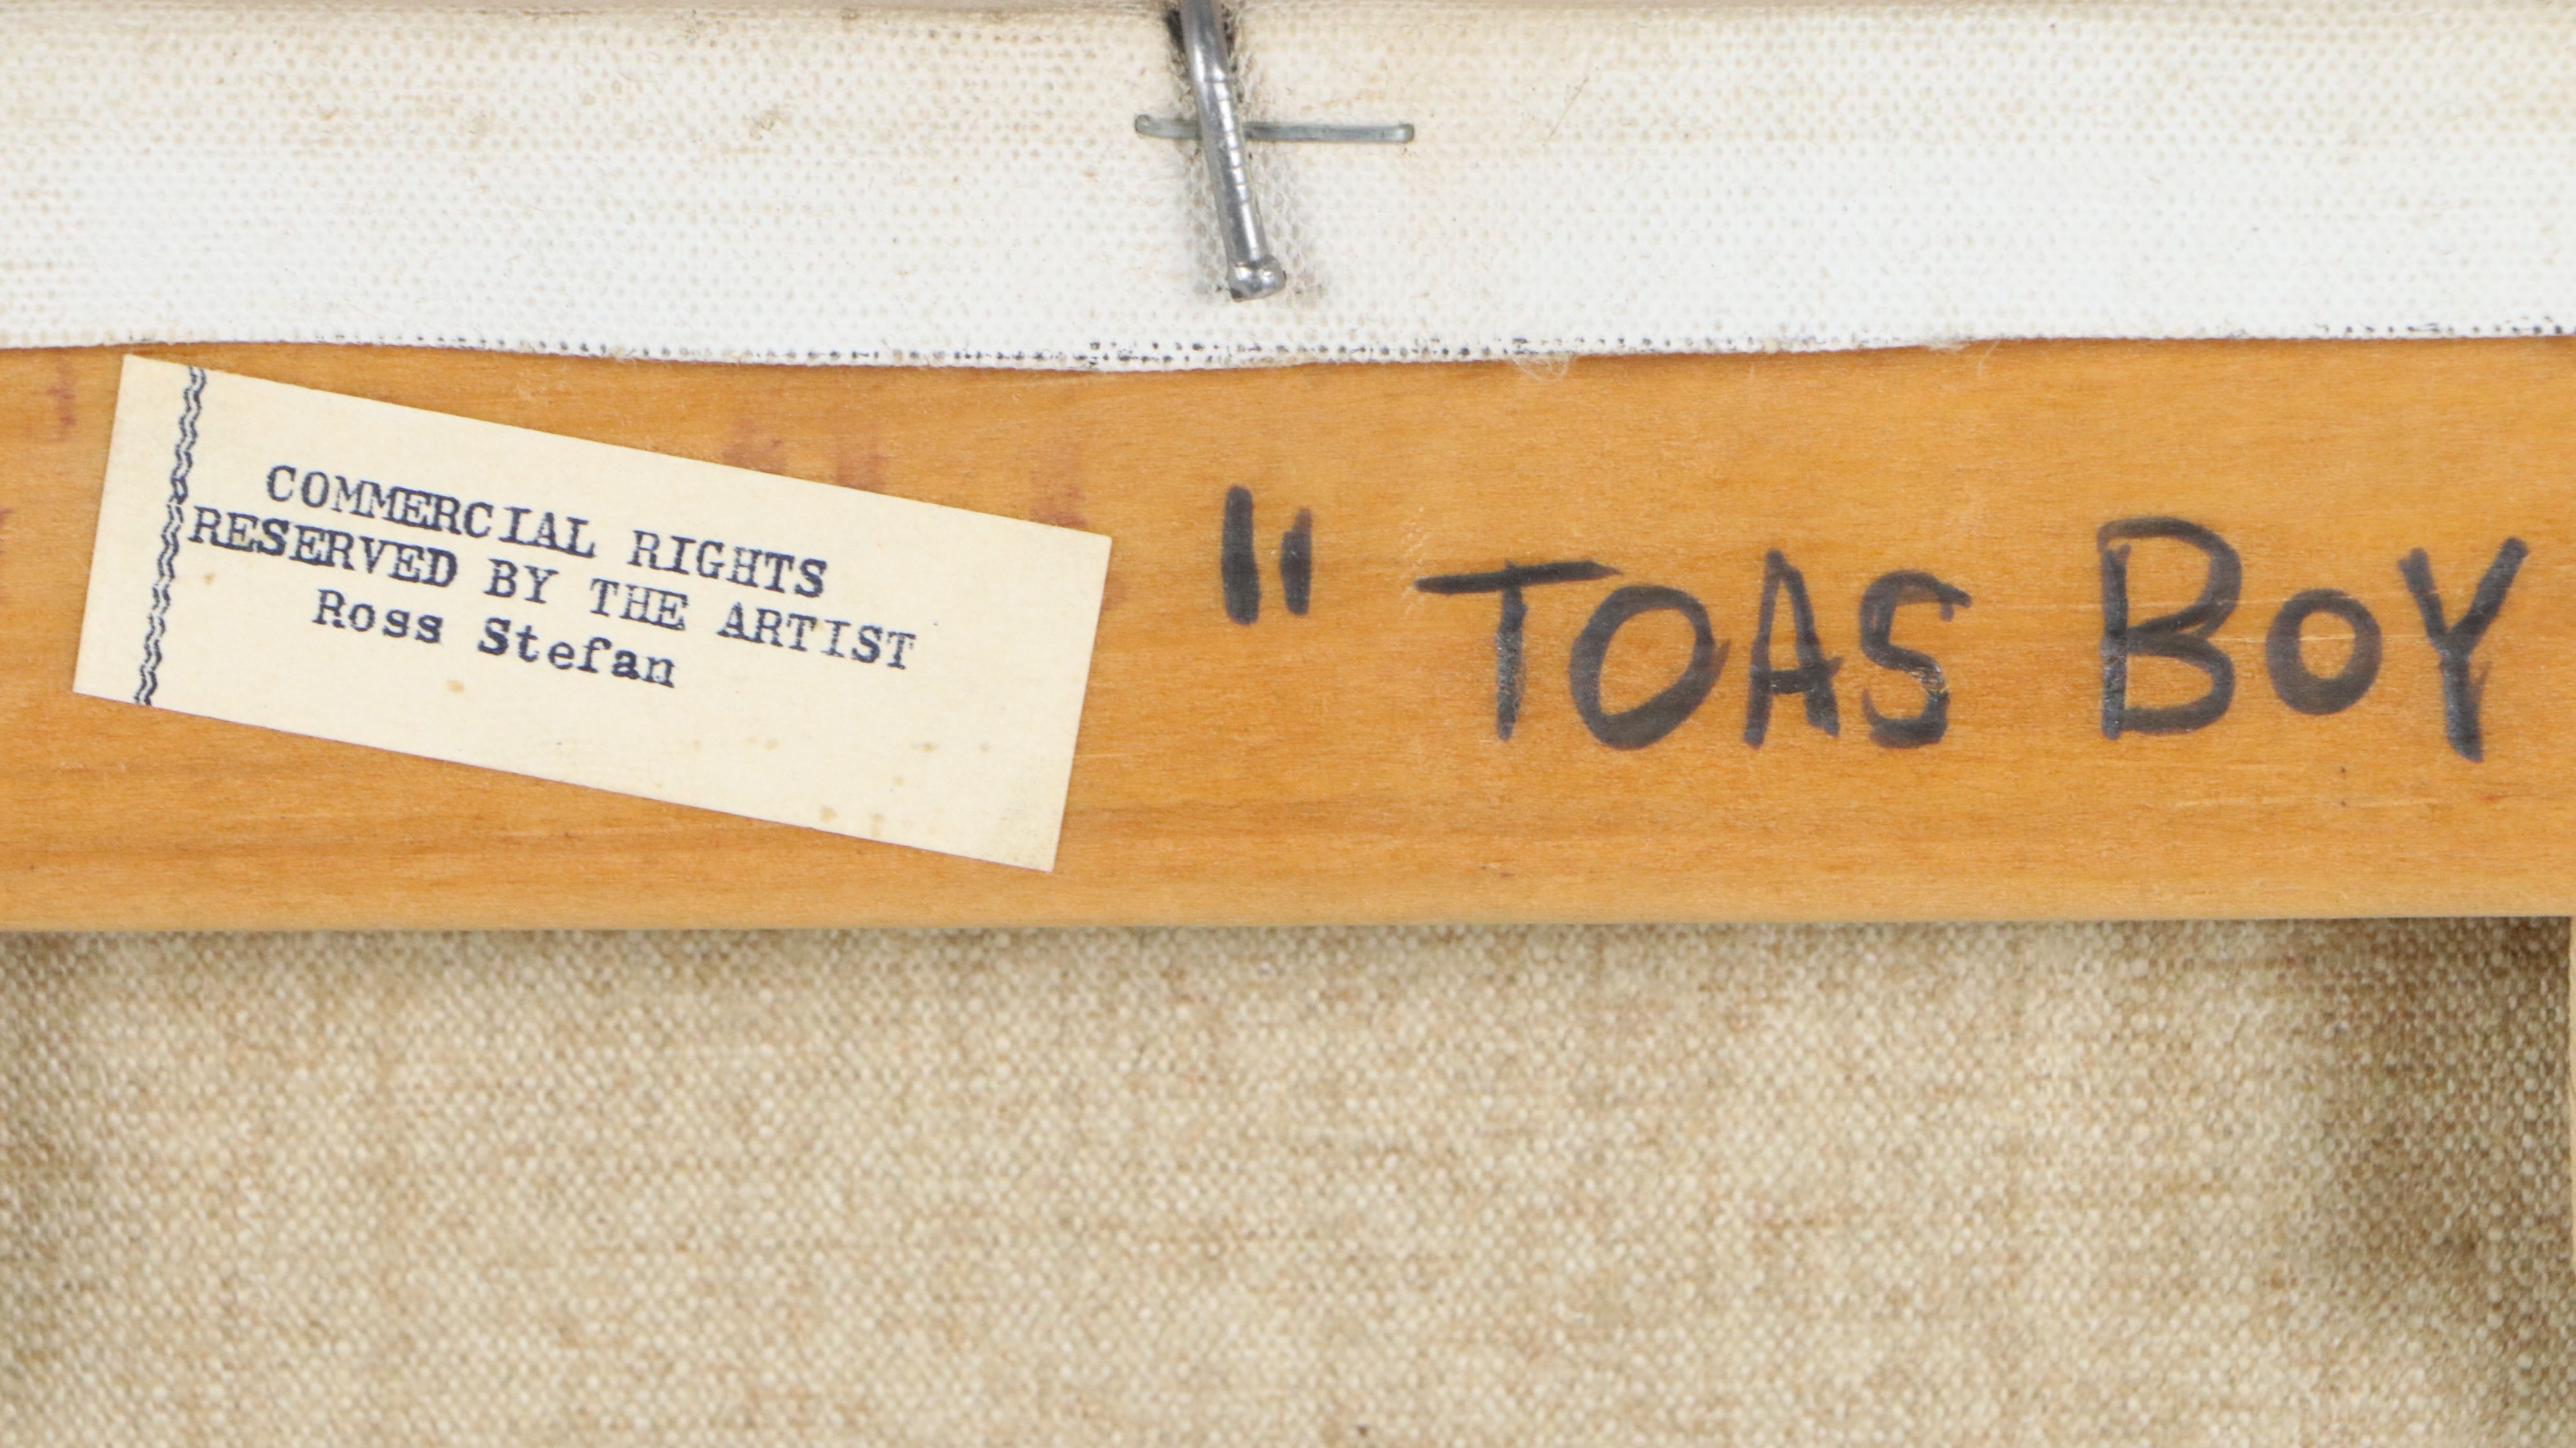 COMMERCIAL RIGHTS
RESERVED BY THE ARTIST
Ross Stefan
" TOAS BOY